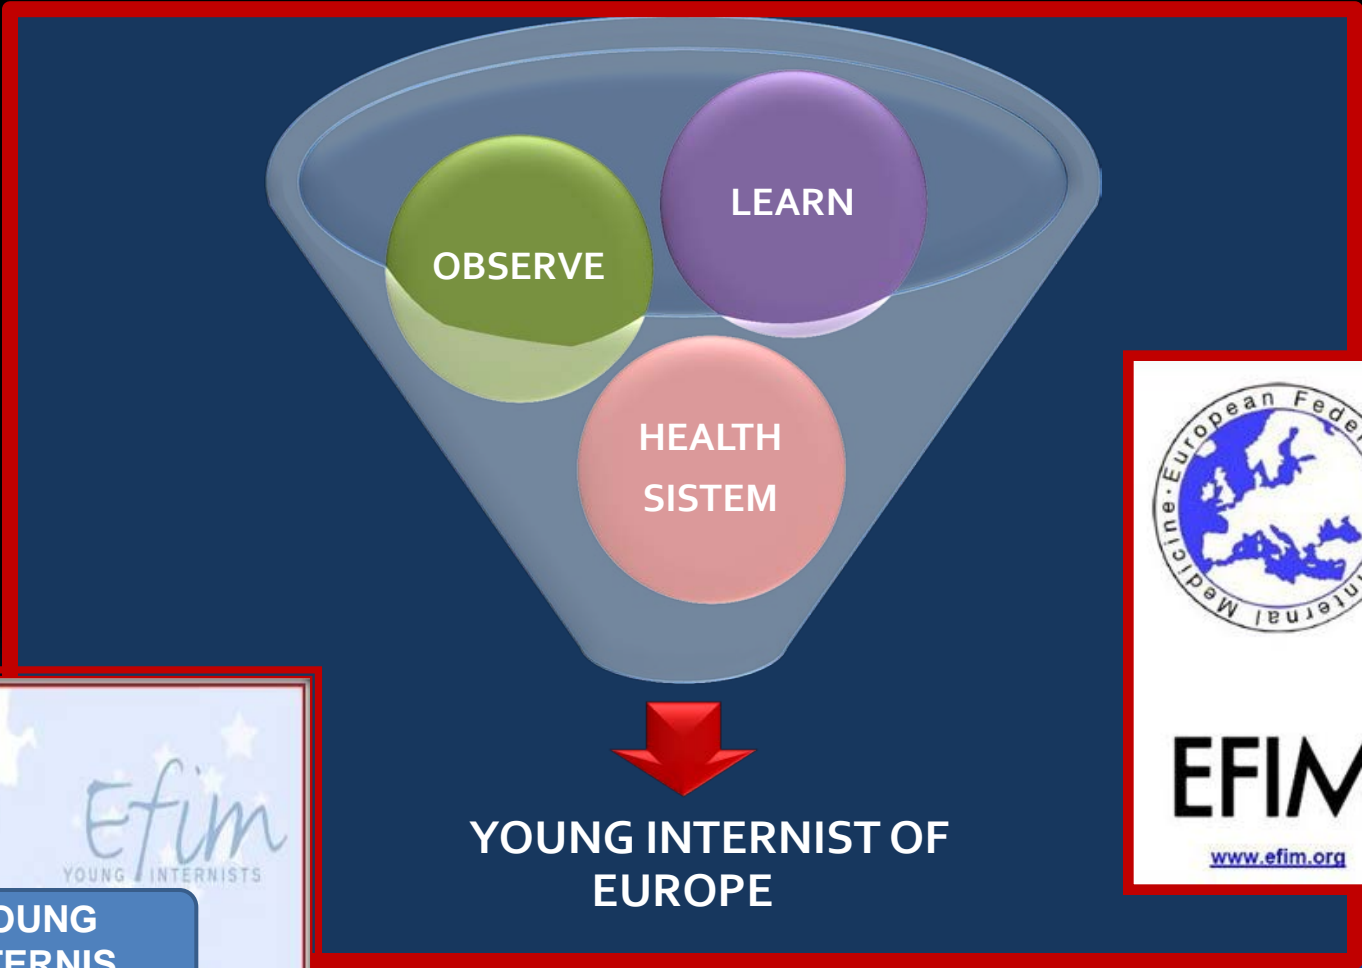 LEARN
OBSERVE
HEALTH
SISTEM
YOUNG INTERNIST OF
EUROPE
European Feder
Internal Medicine
EFIM
www.efim.org
Efim
YOUNG INTERNISTS
OUNG
TERNIS